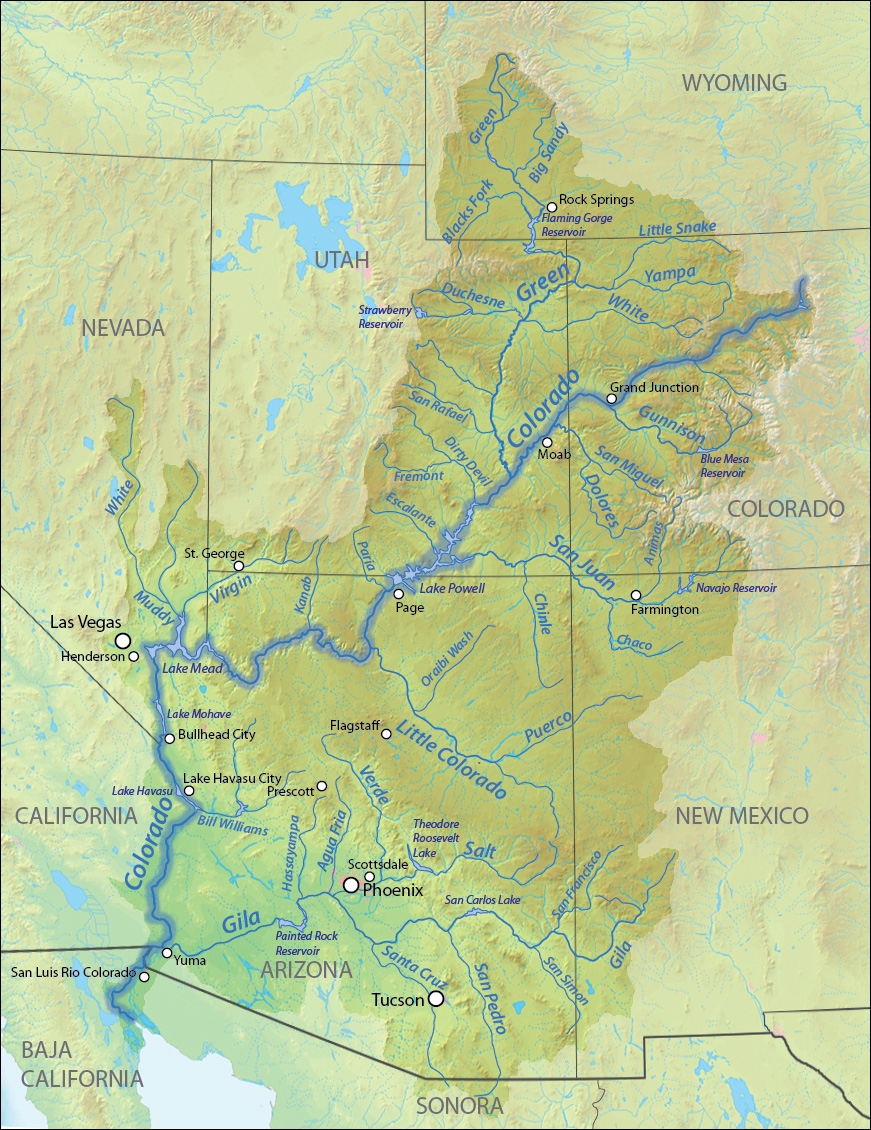 WYOMING
Green
Big Sandy
Blacks Fork
Rock Springs
Flaming Gorge
Reservoir
Little Snake
UTAH
Green
Yampa
Duchesne
White
Strawberry
Reservoir
NEVADA
Colorado
Grand Junction
San Rafael
Gunnison
Dirry Devil
Moab
Blue Mesa
Reservoir
San Miguel
Fremont
White
Dolores
COLORADO
Escalante
Animas
Paria
San Juan
St. George
Virgin
Kanab
Lake Powell
Navajo Reservoir
Muddy
Page
Chinle
Farmington
Las Vegas
Henderson
Chaco
Lake Mead
Oraibi Wash
Lake Mohave
Bullhead City
Flagstaff
Puerco
Little Colorado
Lake Havasu City
Lake Havasu
Prescott
Verde
CALIFORNIA
NEW MEXICO
Colorado
Bill Williams
Hassayampa
Agua Fria
Theodore
Roosevelt
Lake
Salt
Scottsdale
Phoenix
San Francisco
San Carlos Lake
Gila
Painted Rock
Reservoir
Gila
Yuma
San Luis Rio Colorado
ARIZONA
Santa Cruz
San Pedro
San Simon
Tucson
BAJA
CALIFORNIA
SONORA